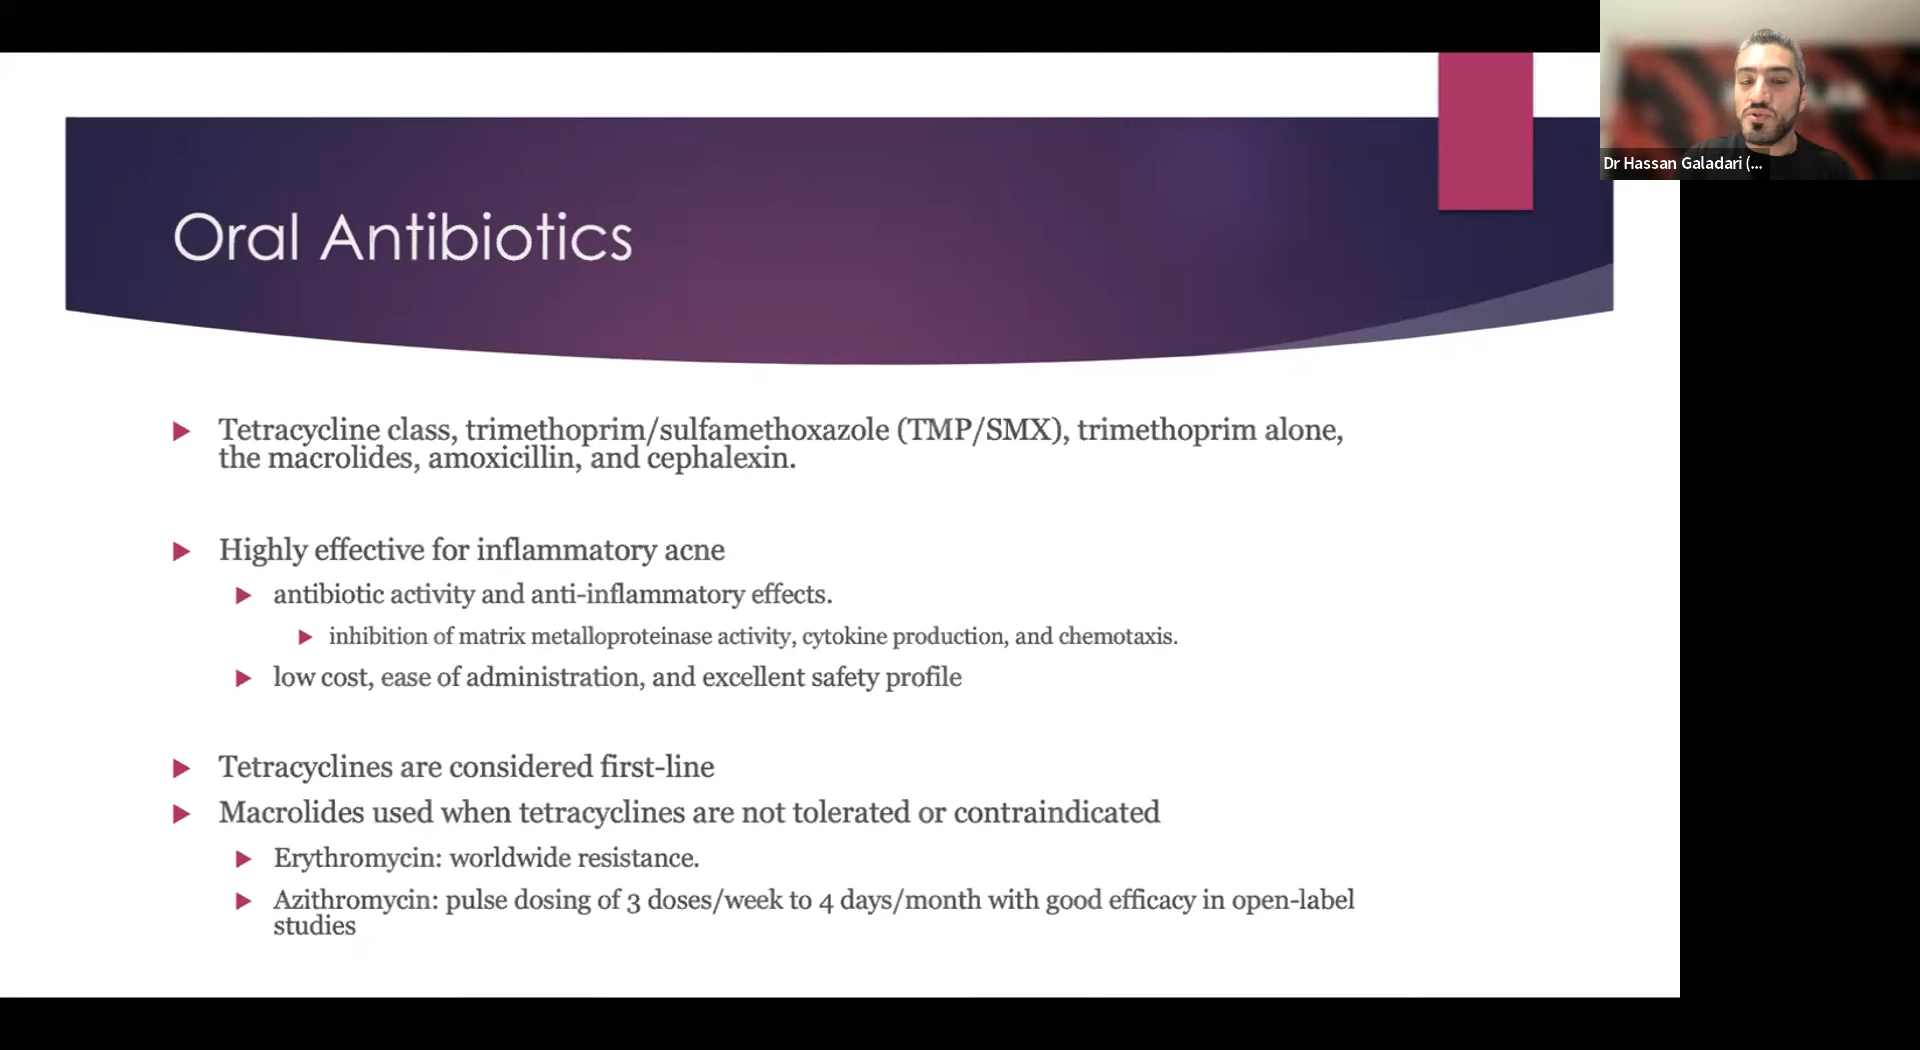 Dr Hassan Galadari (...
Oral Antibiotics
Tetracycline class, trimethoprim/sulfamethoxazole (TMP/SMX), trimethoprim alone,
the macrolides, amoxicillin, and cephalexin.
Highly effective for inflammatory acne
antibiotic activity and anti-inflammatory effects.
inhibition of matrix metalloproteinase activity, cytokine production, and chemotaxis.
low cost, ease of administration, and excellent safety profile
Tetracyclines are considered first-line
Macrolides used when tetracyclines are not tolerated or contraindicated
Erythromycin: worldwide resistance.
Azithromycin: pulse dosing of 3 doses/week to 4 days/month with good efficacy in open-label
studies